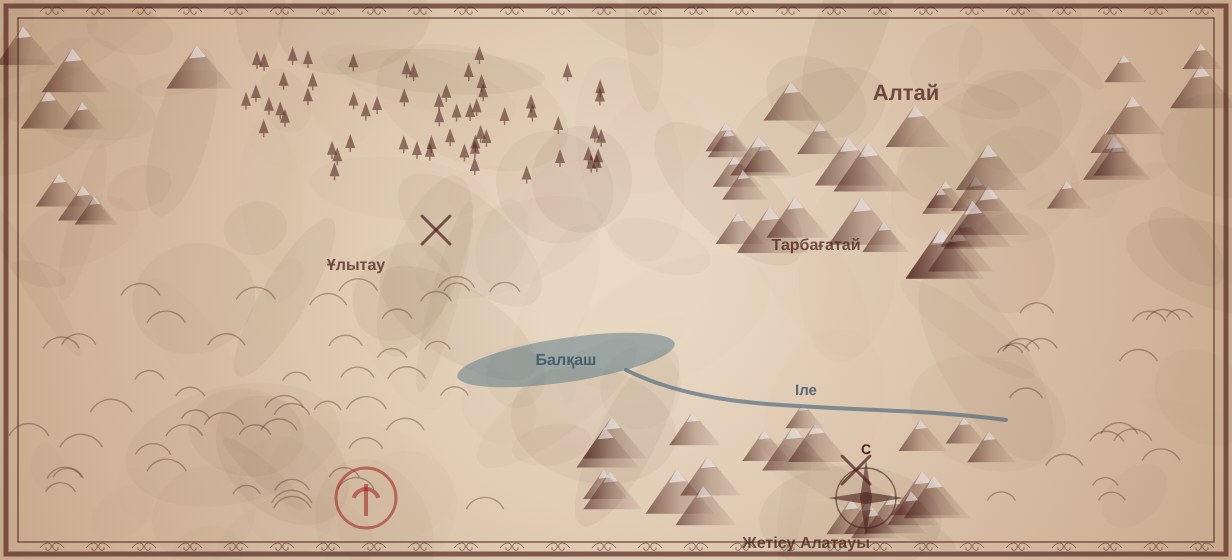 Алтай
Тарбағатай
Ұлытау
Балқаш
Іле
С
Жетісу Алатауы